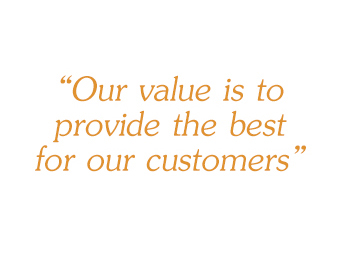 “Our value is to
provide the best
for our customers”